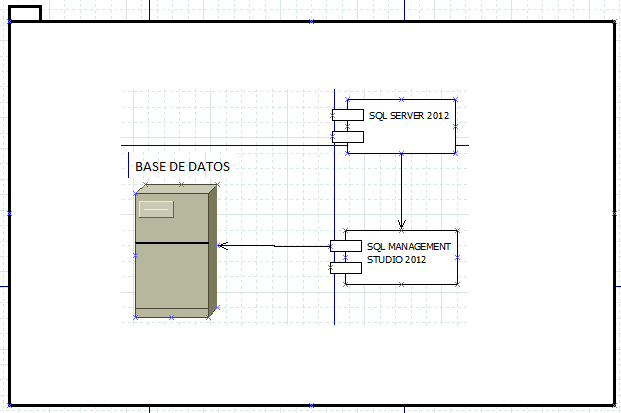 SQL SERVER 2012
BASE DE DATOS
SQL MANAGEMENT
STUDIO 2012